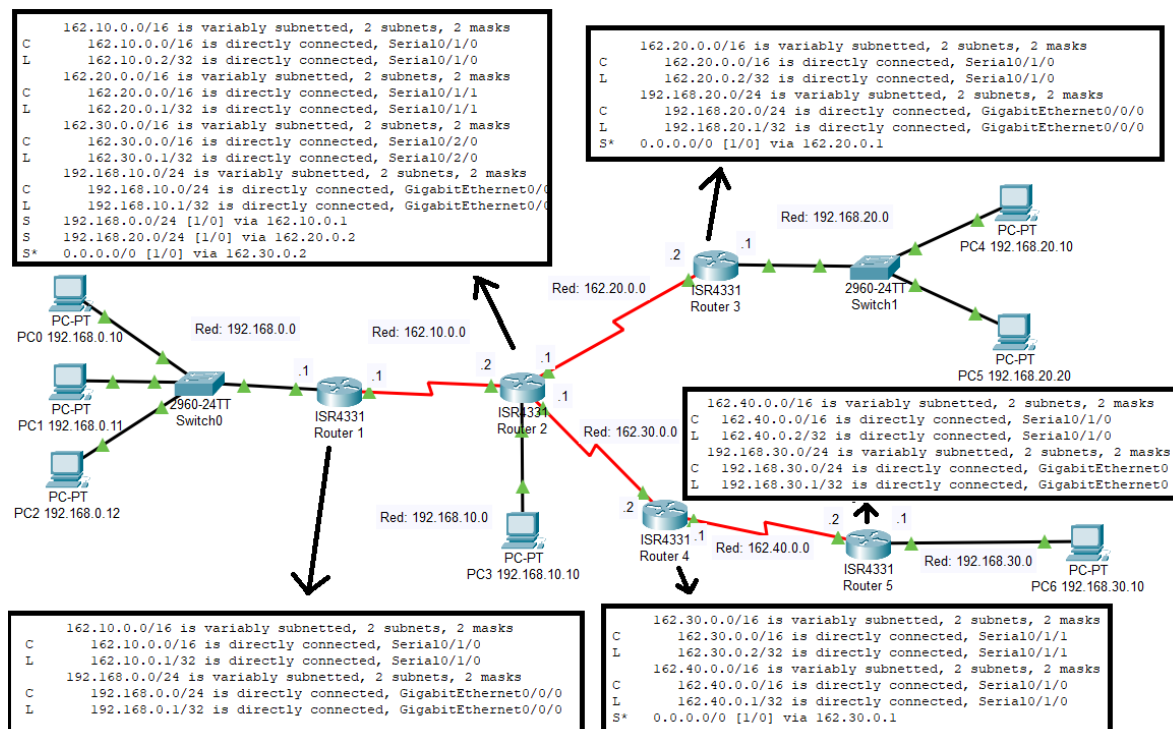 162.10.0.0/16 is variably subnetted, 2 subnets, 2 masks
C 162.10.0.0/16 is directly connected, Serial0/1/0
L 162.10.0.2/32 is directly connected, Serial0/1/0
162.20.0.0/16 is variably subnetted, 2 subnets, 2 masks
C 162.20.0.0/16 is directly connected, Serial0/1/1
L 162.20.0.1/32 is directly connected, Serial0/1/1
162.30.0.0/16 is variably subnetted, 2 subnets, 2 masks
C 162.30.0.0/16 is directly connected, Serial0/2/0
L 162.30.0.1/32 is directly connected, Serial0/2/0
192.168.10.0/24 is variably subnetted, 2 subnets, 2 masks
C 192.168.10.0/24 is directly connected, GigabitEthernet0/0
L 192.168.10.1/32 is directly connected, GigabitEthernet0/0
S 192.168.0.0/24 [1/0] via 162.10.0.1
S 192.168.20.0/24 [1/0] via 162.20.0.2
S* 0.0.0.0/0 [1/0] via 162.30.0.2
162.20.0.0/16 is variably subnetted, 2 subnets, 2 masks
C 162.20.0.0/16 is directly connected, Serial0/1/0
L 162.20.0.2/32 is directly connected, Serial0/1/0
192.168.20.0/24 is variably subnetted, 2 subnets, 2 masks
C 192.168.20.0/24 is directly connected, GigabitEthernet0/0/0
L 192.168.20.1/32 is directly connected, GigabitEthernet0/0/0
S* 0.0.0.0/0 [1/0] via 162.20.0.1
PC-PT
PC0 192.168.0.10
PC-PT
PC1 192.168.0.11
PC-PT
PC2 192.168.0.12
2960-24TT
Switch0
Red: 192.168.0.0
.1
ISR4331
Router 1
.1
Red: 162.10.0.0
.2
.1
.1
ISR4331
Router 2
Red: 192.168.10.0
PC-PT
PC3 192.168.10.10
Red: 162.20.0.0
.2
.1
ISR4331
Router 3
Red: 192.168.20.0
2960-24TT
Switch1
PC-PT
PC4 192.168.20.10
PC-PT
PC5 192.168.20.20
Red: 162.30.0.0
.2
.1
ISR4331
Router 4
Red: 162.40.0.0
.2
.1
ISR4331
Router 5
Red: 192.168.30.0
PC-PT
PC6 192.168.30.10
162.40.0.0/16 is variably subnetted, 2 subnets, 2 masks
C 162.40.0.0/16 is directly connected, Serial0/1/0
L 162.40.0.2/32 is directly connected, Serial0/1/0
192.168.30.0/24 is variably subnetted, 2 subnets, 2 masks
C 192.168.30.0/24 is directly connected, GigabitEthernet0
L 192.168.30.1/32 is directly connected, GigabitEthernet0
162.10.0.0/16 is variably subnetted, 2 subnets, 2 masks
C 162.10.0.0/16 is directly connected, Serial0/1/0
L 162.10.0.1/32 is directly connected, Serial0/1/0
192.168.0.0/24 is variably subnetted, 2 subnets, 2 masks
C 192.168.0.0/24 is directly connected, GigabitEthernet0/0/0
L 192.168.0.1/32 is directly connected, GigabitEthernet0/0/0
162.30.0.0/16 is variably subnetted, 2 subnets, 2 masks
C 162.30.0.0/16 is directly connected, Serial0/1/1
L 162.30.0.2/32 is directly connected, Serial0/1/1
162.40.0.0/16 is variably subnetted, 2 subnets, 2 masks
C 162.40.0.0/16 is directly connected, Serial0/1/0
L 162.40.0.1/32 is directly connected, Serial0/1/0
S* 0.0.0.0/0 [1/0] via 162.30.0.1